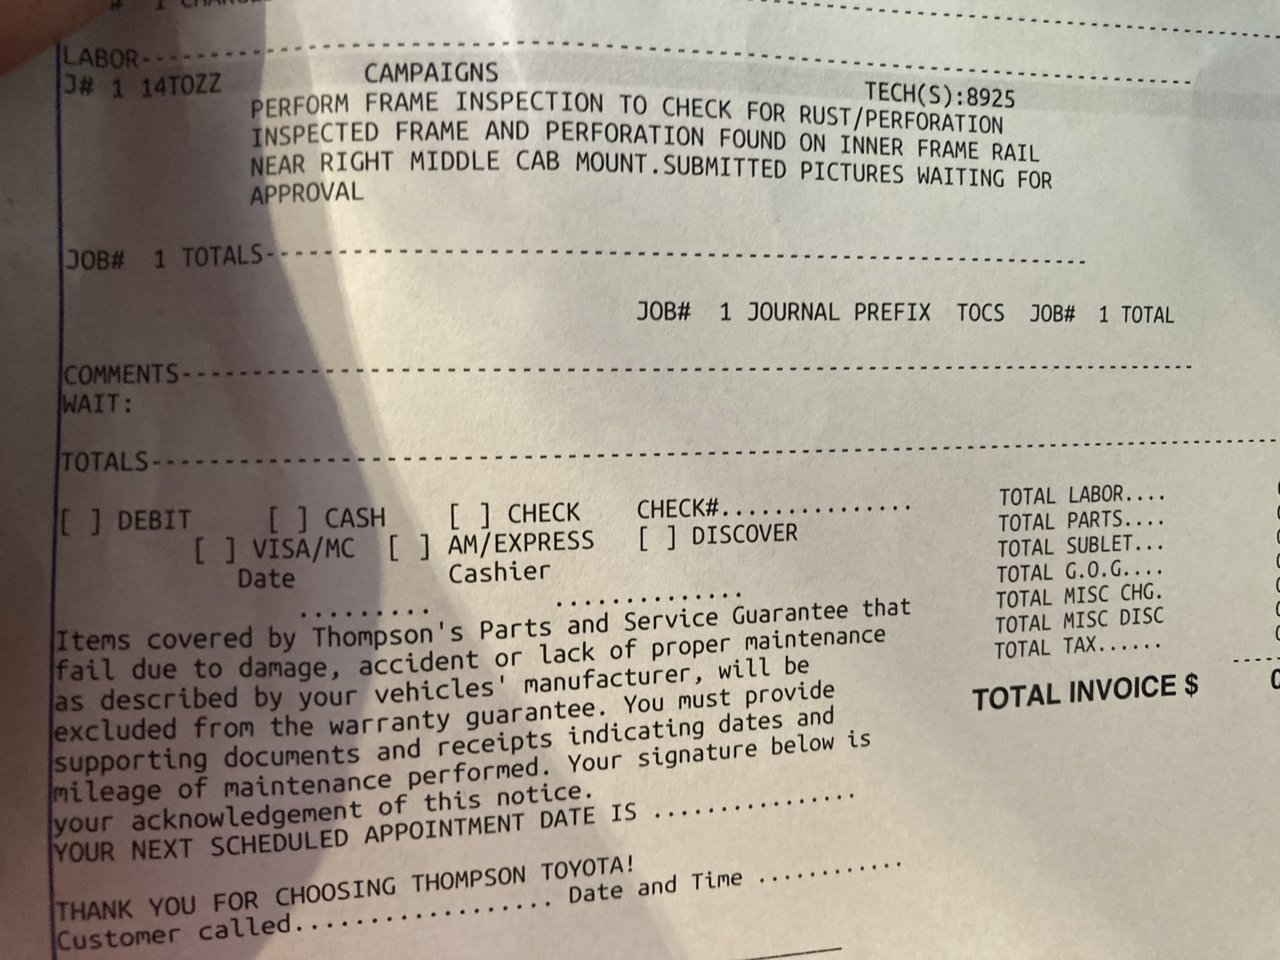 # 1
LABOR
J# 1 14TOZZ CAMPAIGNS TECH(S):8925
PERFORM FRAME INSPECTION TO CHECK FOR RUST/PERFORATION
INSPECTED FRAME AND PERFORATION FOUND ON INNER FRAME RAIL
NEAR RIGHT MIDDLE CAB MOUNT.SUBMITTED PICTURES WAITING FOR
APPROVAL
JOB# 1 TOTALS
JOB# 1 JOURNAL PREFIX TOCS JOB# 1 TOTAL
COMMENTS
WAIT:
TOTALS
[ ] DEBIT [ ] CASH [ ] CHECK CHECK#...............
[ ] VISA/MC [ ] AM/EXPRESS [ ] DISCOVER
Date ......... Cashier ..............
TOTAL LABOR....
TOTAL PARTS....
TOTAL SUBLET...
TOTAL G.O.G....
TOTAL MISC CHG.
TOTAL MISC DISC
TOTAL TAX......
TOTAL INVOICE $
Items covered by Thompson's Parts and Service Guarantee that
fail due to damage, accident or lack of proper maintenance
as described by your vehicles' manufacturer, will be
excluded from the warranty guarantee. You must provide
supporting documents and receipts indicating dates and
mileage of maintenance performed. Your signature below is
your acknowledgement of this notice.
YOUR NEXT SCHEDULED APPOINTMENT DATE IS ...............
THANK YOU FOR CHOOSING THOMPSON TOYOTA!
Customer called.................. Date and Time ...........